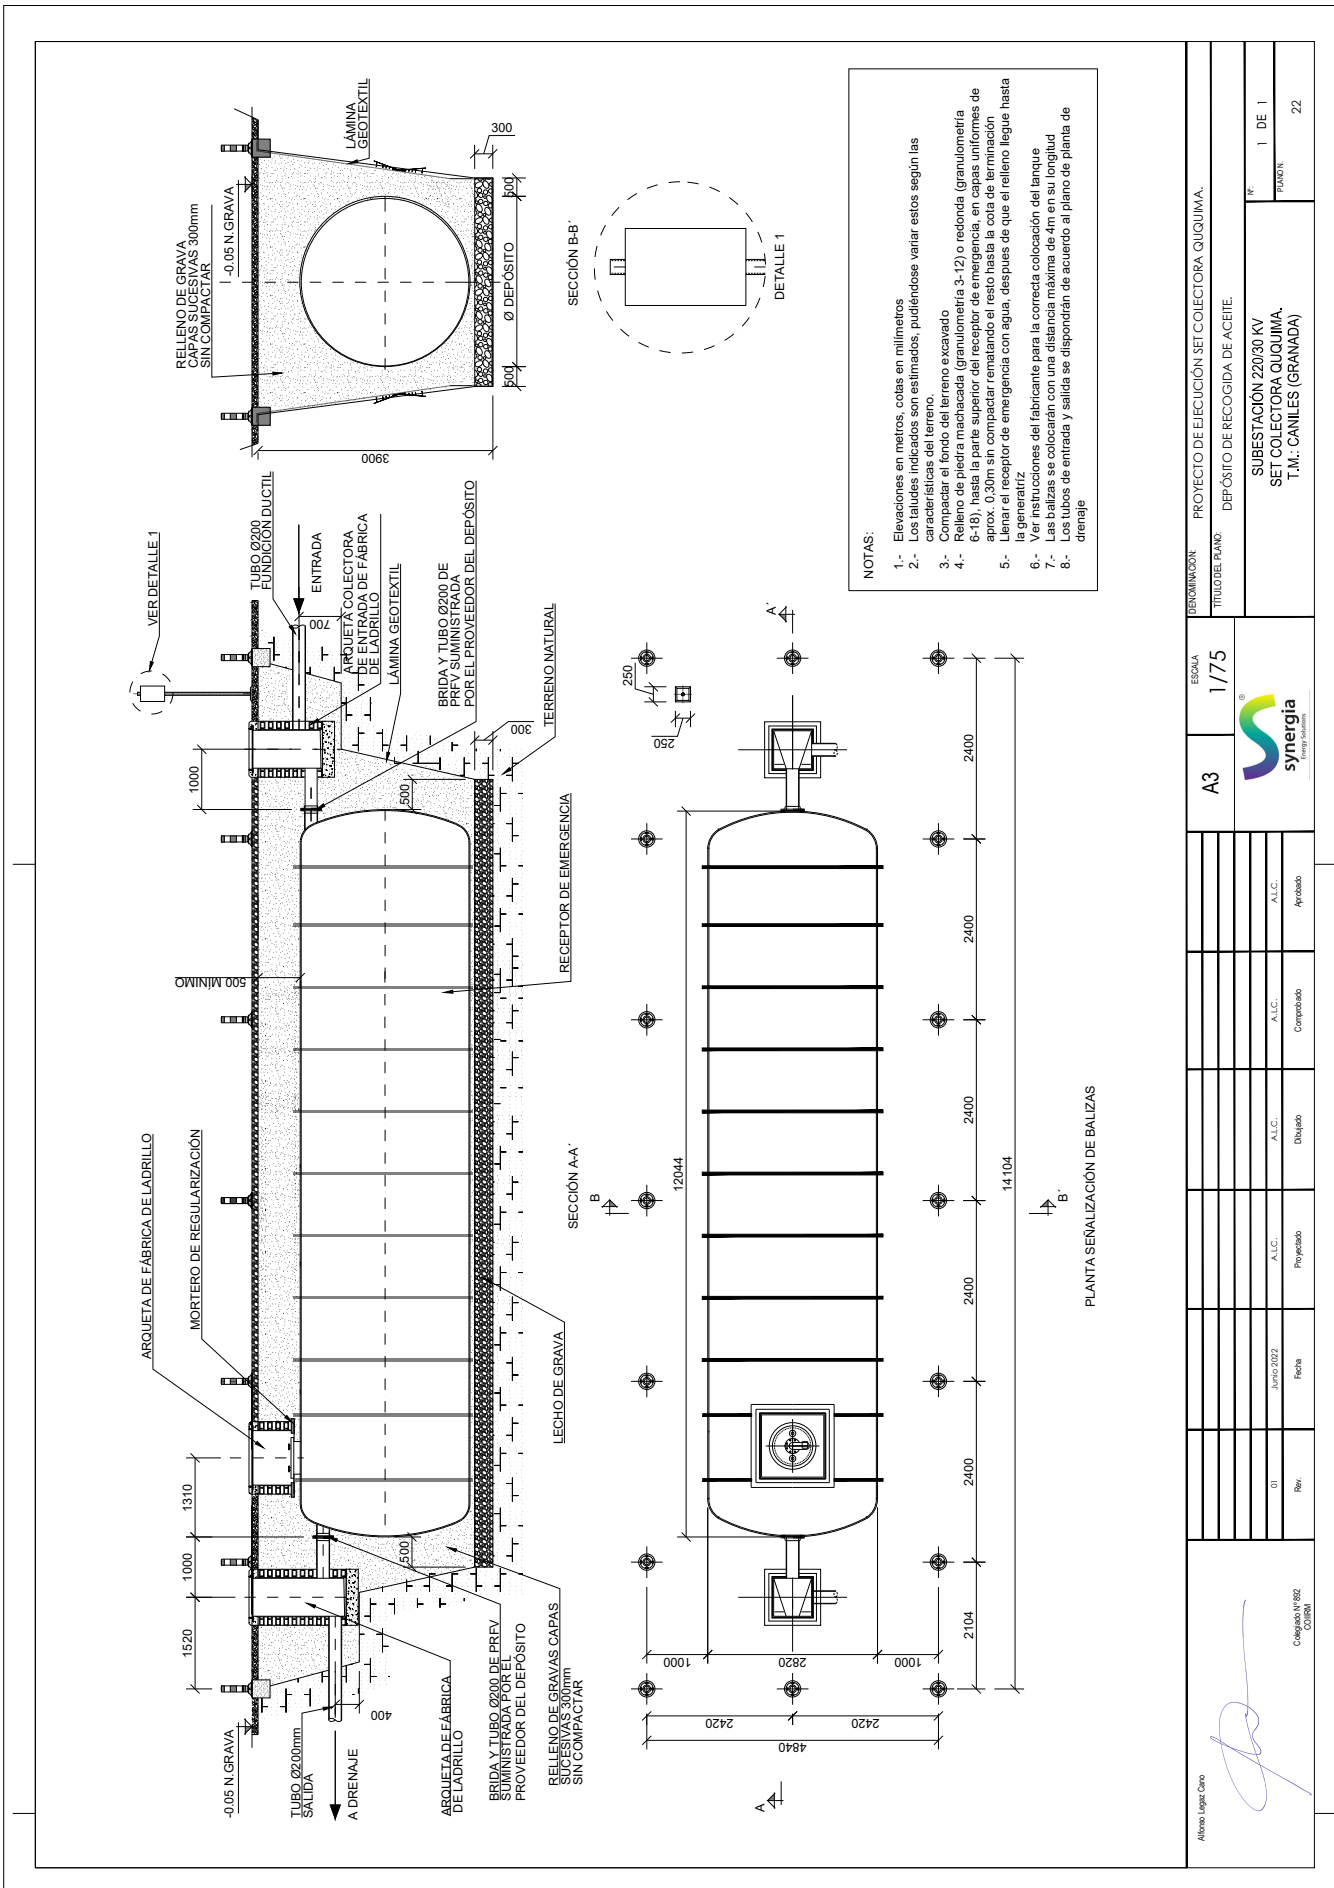 -0.05 N.GRAVA
TUBO Ø200mm
SALIDA
A DRENAJE
1520
1000
1310
400
500
ARQUETA DE FÁBRICA DE LADRILLO
MORTERO DE REGULARIZACIÓN
500 MÍNIMO
1000
VER DETALLE 1
TUBO Ø200
FUNDICIÓN DUCTIL
ENTRADA
700
ARQUETA COLECTORA
DE ENTRADA DE FÁBRICA
DE LADRILLO
LÁMINA GEOTEXTIL
BRIDA Y TUBO Ø200 DE
PRFV SUMINISTRADA
POR EL PROVEEDOR DEL DEPÓSITO
500
300
TERRENO NATURAL
RECEPTOR DE EMERGENCIA
LECHO DE GRAVA
ARQUETA DE FÁBRICA
DE LADRILLO
BRIDA Y TUBO Ø200 DE PRFV
SUMINISTRADA POR EL
PROVEEDOR DEL DEPÓSITO
RELLENO DE GRAVAS CAPAS
SUCESIVAS 300mm
SIN COMPACTAR
SECCIÓN A-A´
RELLENO DE GRAVA
CAPAS SUCESIVAS 300mm
SIN COMPACTAR
-0.05 N.GRAVA
LÁMINA
GEOTEXTIL
3900
300
500
Ø DEPÓSITO
500
SECCIÓN B-B´
DETALLE 1
A
A´
B
B´
12044
250
250
1000
2820
1000
2420
2420
4840
2104
2400
2400
2400
2400
2400
14104
PLANTA SEÑALIZACIÓN DE BALIZAS
NOTAS:
1.- Elevaciones en metros, cotas en milímetros
2.- Los taludes indicados son estimados, pudiéndose variar estos según las
características del terreno.
3.- Compactar el fondo del terreno excavado
4.- Relleno de piedra machacada (granulometría 3-12) o redonda (granulometría
6-18), hasta la parte superior del receptor de emergencia, en capas uniformes de
aprox. 0,30m sin compactar rematando el resto hasta la cota de terminación
5.- Llenar el receptor de emergencia con agua, despues de que el relleno llegue hasta
la generatriz
6.- Ver instrucciones del fabricante para la correcta colocación del tanque
7.- Las balizas se colocarán con una distancia máxima de 4m en su longitud
8.- Los tubos de entrada y salida se dispondrán de acuerdo al plano de planta de
drenaje
Alfonso Legaz Cano
Colegiado Nº 892
COIIRM
01
Junio 2022
A.L.C.
A.L.C.
A.L.C.
A.L.C.
Rev.
Fecha
Proyectado
Dibujado
Comprobado
Aprobado
A3
ESCALA
1/75
synergia
Energy Solutions
®
DENOMINACIÓN:
PROYECTO DE EJECUCIÓN SET COLECTORA QUQUIMA.
TÍTULO DEL PLANO:
DEPÓSITO DE RECOGIDA DE ACEITE.
SUBESTACIÓN 220/30 KV
SET COLECTORA QUQUIMA.
T.M.: CANILES (GRANADA)
Nº:
1 DE 1
PLANO N.
22